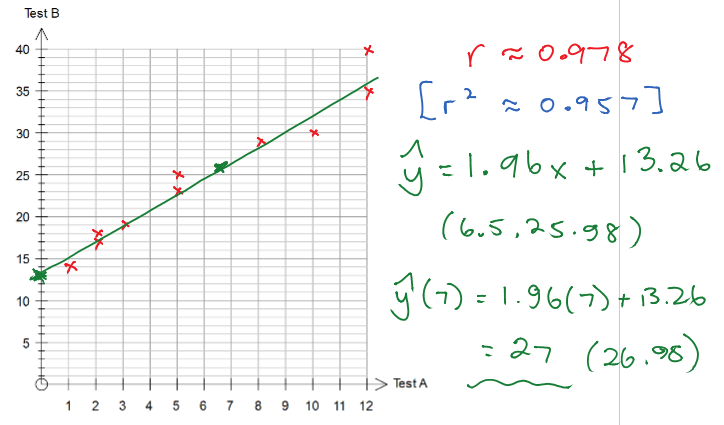 Test B
40
35
30
25
20
15
10
5
1 2 3 4 5 6 7 8 9 10 11 12
Test A
r ≈ 0.978
[r² ≈ 0.957]
ŷ = 1.96x + 13.26
(6.5, 25.98)
ŷ(7) = 1.96(7) + 13.26
= 27 (26.98)